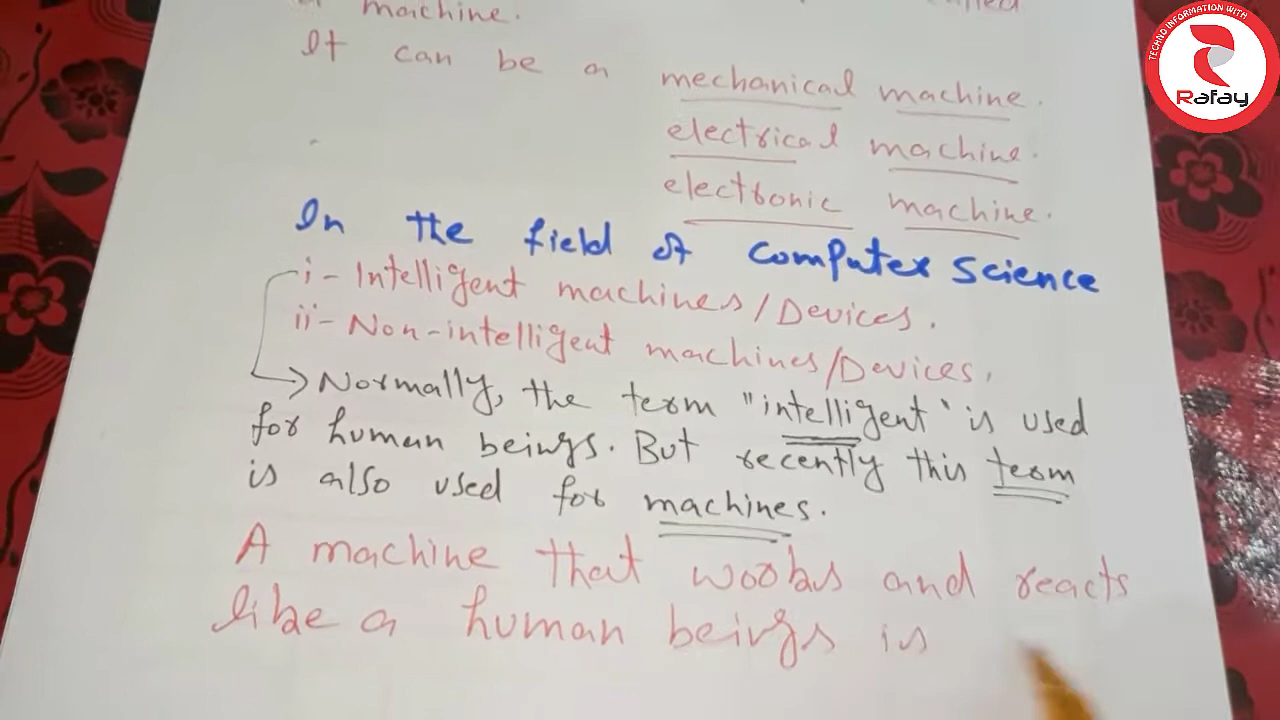 a machine.
It can be a mechanical machine.
electrical machine.
electronic machine.
In the field of Computer Science
i- Intelligent machines/Devices.
ii- Non-intelligent machines/Devices.
Normally, the term "intelligent" is used
for human beings. But recently this term
is also used for machines.
A machine that works and reacts
like a human beings is
TECHNO INFORMATION WITH
Rafay